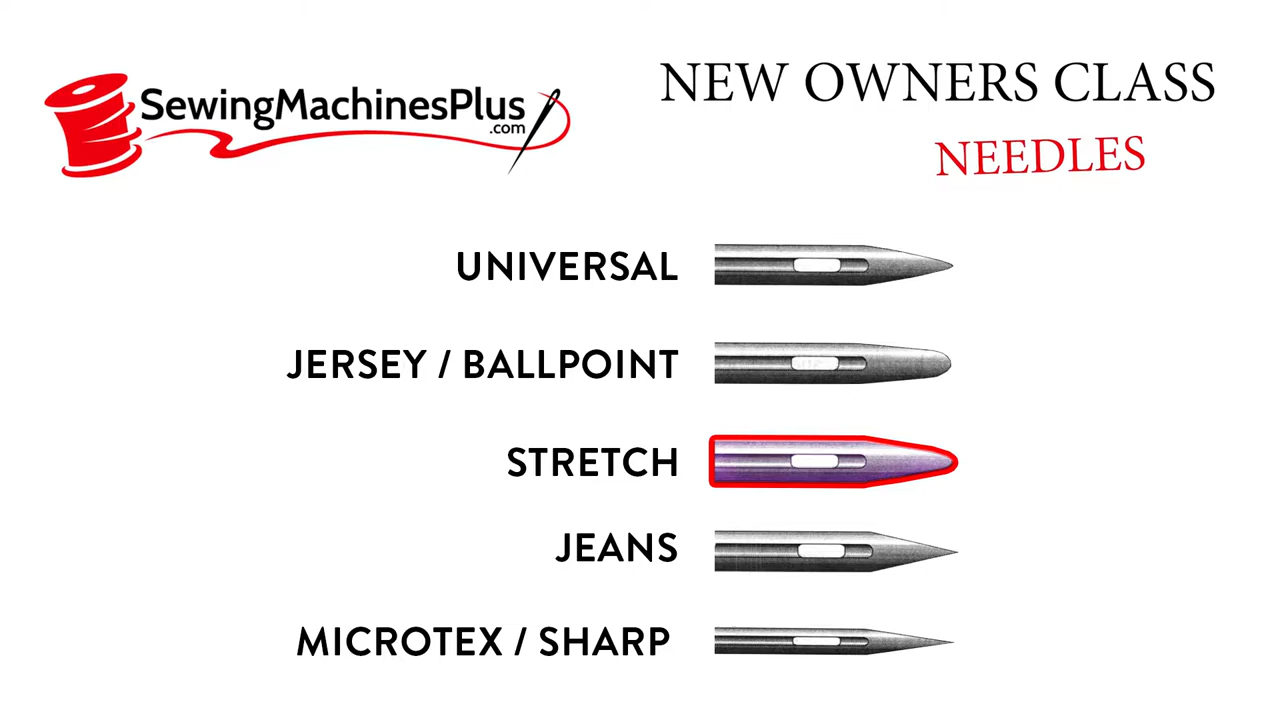 SewingMachinesPlus
.com
NEW OWNERS CLASS
NEEDLES
UNIVERSAL
JERSEY / BALLPOINT
STRETCH
JEANS
MICROTEX / SHARP